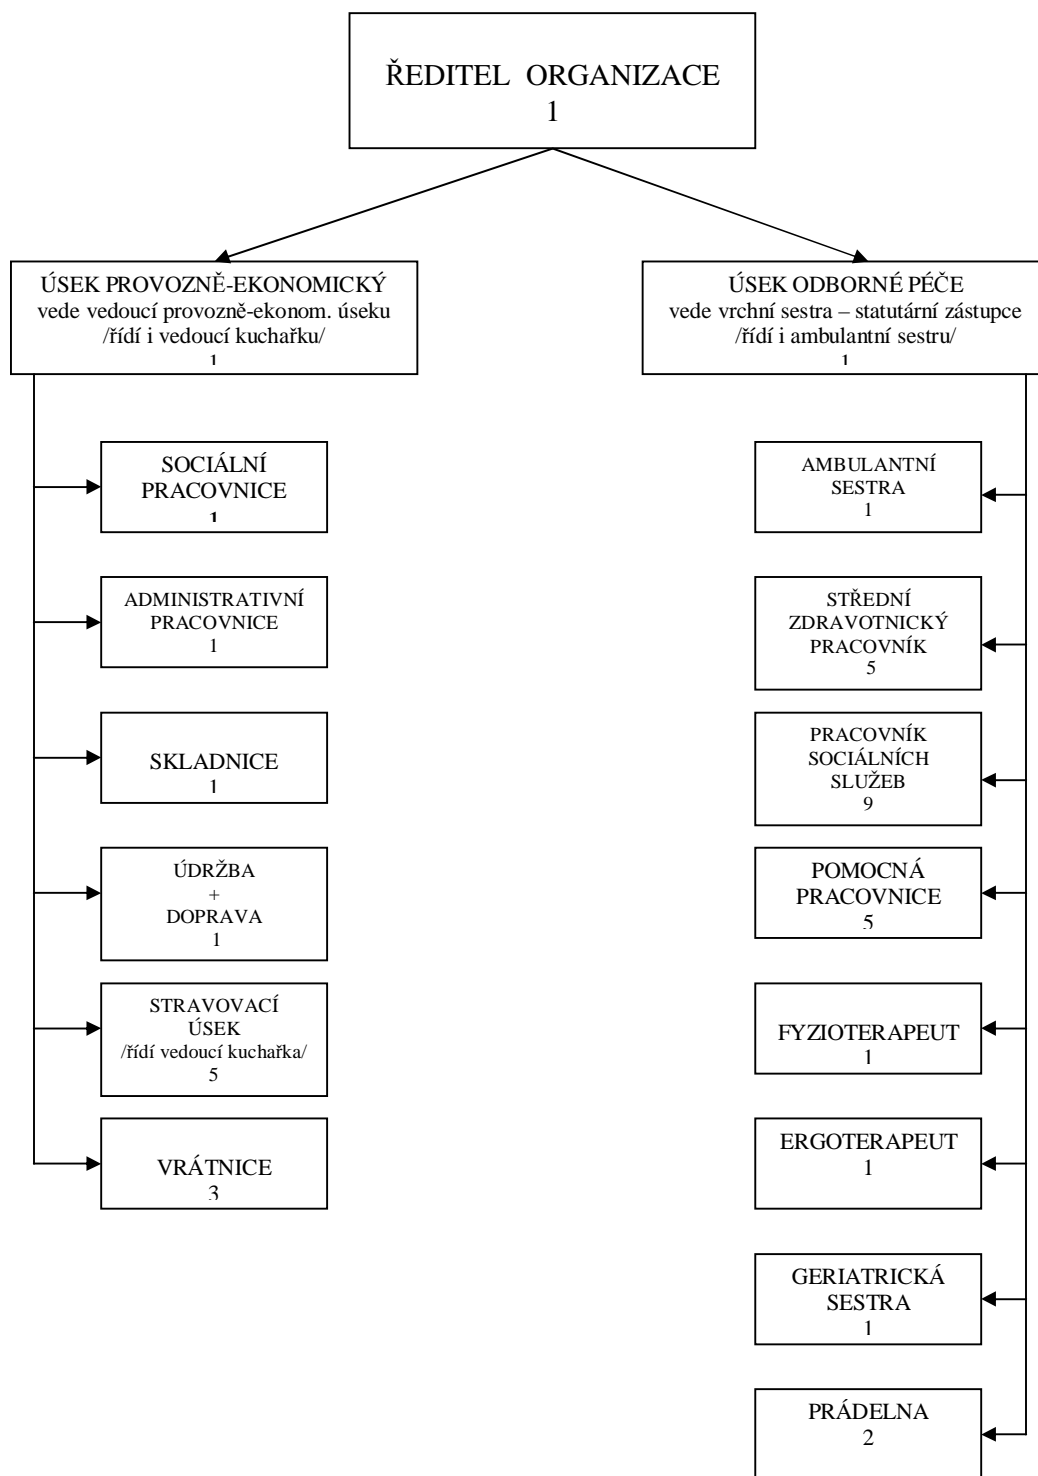 ŘEDITEL ORGANIZACE
1
ÚSEK PROVOZNĚ-EKONOMICKÝ
vede vedoucí provozně-ekonom. úseku
/řídí i vedoucí kuchařku/
1
ÚSEK ODBORNÉ PÉČE
vede vrchní sestra – statutární zástupce
/řídí i ambulantní sestru/
1
SOCIÁLNÍ
PRACOVNICE
1
ADMINISTRATIVNÍ
PRACOVNICE
1
SKLADNICE
1
ÚDRŽBA
+
DOPRAVA
1
STRAVOVACÍ
ÚSEK
/řídí vedoucí kuchařka/
5
VRÁTNICE
3
AMBULANTNÍ
SESTRA
1
STŘEDNÍ
ZDRAVOTNICKÝ
PRACOVNÍK
5
PRACOVNÍK
SOCIÁLNÍCH
SLUŽEB
9
POMOCNÁ
PRACOVNICE
5
FYZIOTERAPEUT
1
ERGOTERAPEUT
1
GERIATRICKÁ
SESTRA
1
PRÁDELNA
2